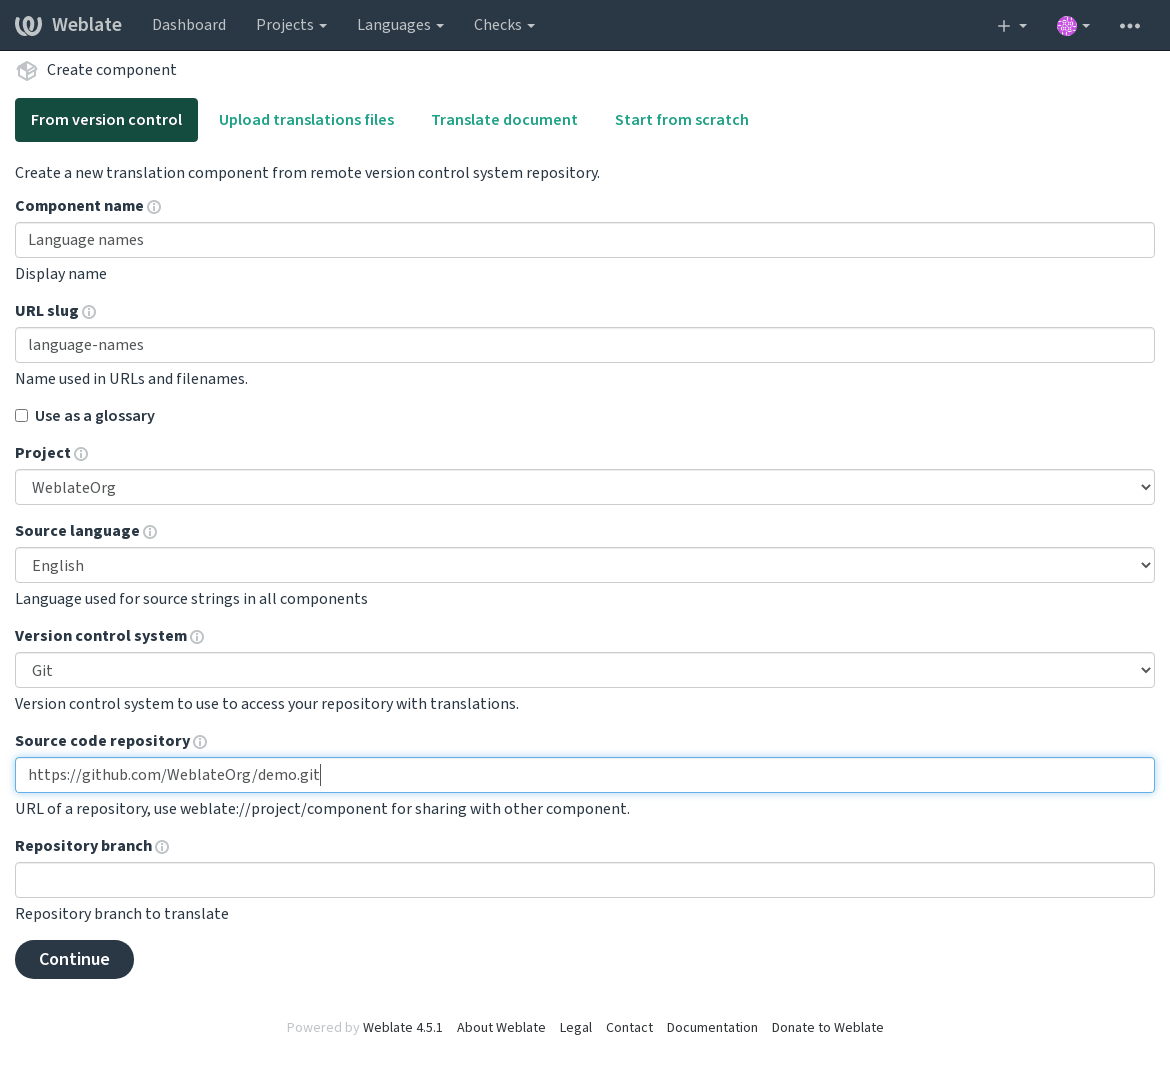 Weblate Dashboard Projects Languages Checks
Create component
From version control Upload translations files Translate document Start from scratch
Create a new translation component from remote version control system repository.
Component name
Language names
Display name
URL slug
language-names
Name used in URLs and filenames.
Use as a glossary
Project
WeblateOrg
Source language
English
Language used for source strings in all components
Version control system
Git
Version control system to use to access your repository with translations.
Source code repository
https://github.com/WeblateOrg/demo.git
URL of a repository, use weblate://project/component for sharing with other component.
Repository branch
Repository branch to translate
Continue
Powered by Weblate 4.5.1 About Weblate Legal Contact Documentation Donate to Weblate